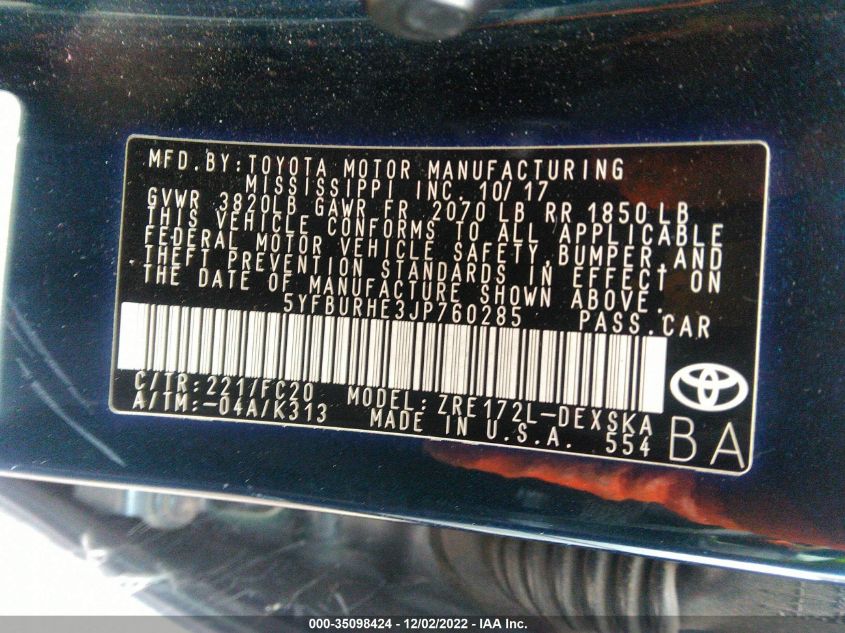 MFD. BY: TOYOTA MOTOR MANUFACTURING
MISSISSIPPI INC. 10/17
GVWR 3820LB GAWR FR 2070 LB RR 1850 LB
THIS VEHICLE CONFORMS TO ALL APPLICABLE
FEDERAL MOTOR VEHICLE SAFETY, BUMPER, AND
THEFT PREVENTION STANDARDS IN EFFECT ON
THE DATE OF MANUFACTURE SHOWN ABOVE.
5YFBURHE3JP760285 PASS.CAR
C/TR: 221/FC20 MODEL: ZRE172L-DEXSKA
A/TM: -04A/K313 MADE IN U.S.A. 554
BA
000-35098424 - 12/02/2022 - IAA Inc.